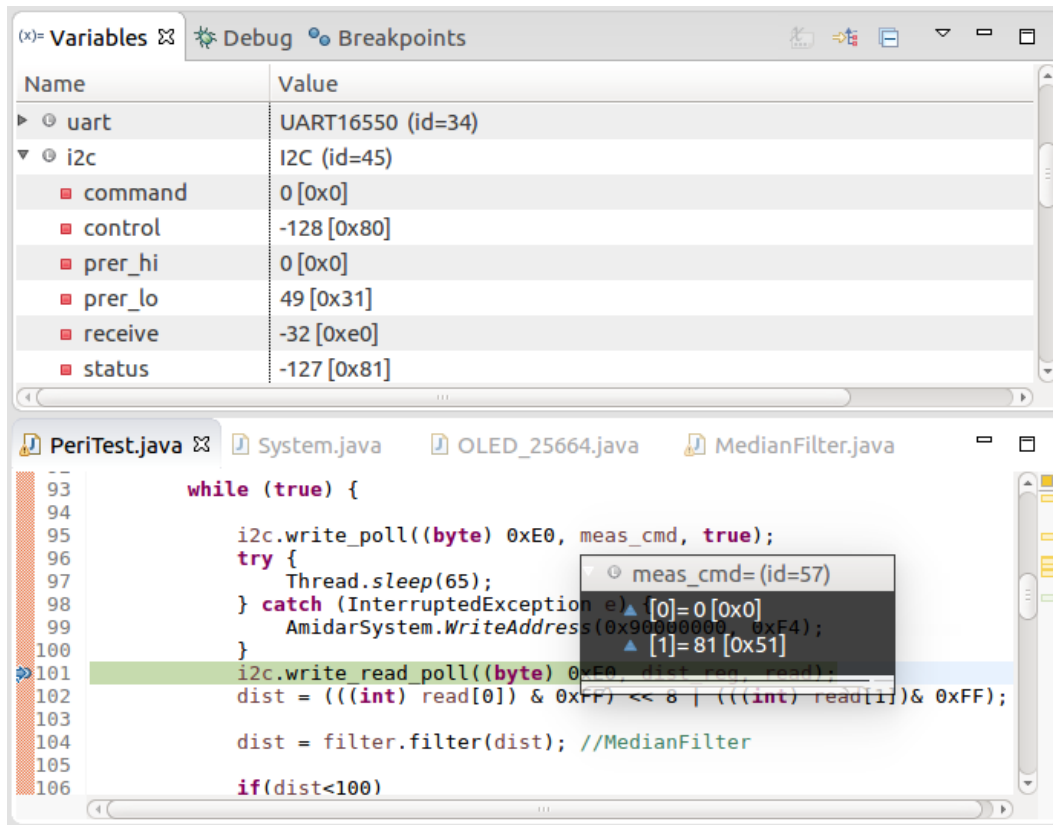 (x)= Variables Debug Breakpoints
Name Value
uart UART16550 (id=34)
i2c I2C (id=45)
command 0 [0x0]
control -128 [0x80]
prer_hi 0 [0x0]
prer_lo 49 [0x31]
receive -32 [0xe0]
status -127 [0x81]
PeriTest.java System.java OLED_25664.java MedianFilter.java
93 while (true) {
94
95 i2c.write_poll((byte) 0xE0, meas_cmd, true);
96 try {
97 Thread.sleep(65);
98 } catch (InterruptedException e) {
99 AmidarSystem.WriteAddress(0x90000000, 0xF4);
100 }
101 i2c.write_read_poll((byte) 0xE0, dist_reg, read);
102 dist = (((int) read[0]) & 0xFF) << 8 | (((int) read[1])& 0xFF);
103
104 dist = filter.filter(dist); //MedianFilter
105
106 if(dist<100)
meas_cmd= (id=57)
[0]= 0 [0x0]
[1]= 81 [0x51]